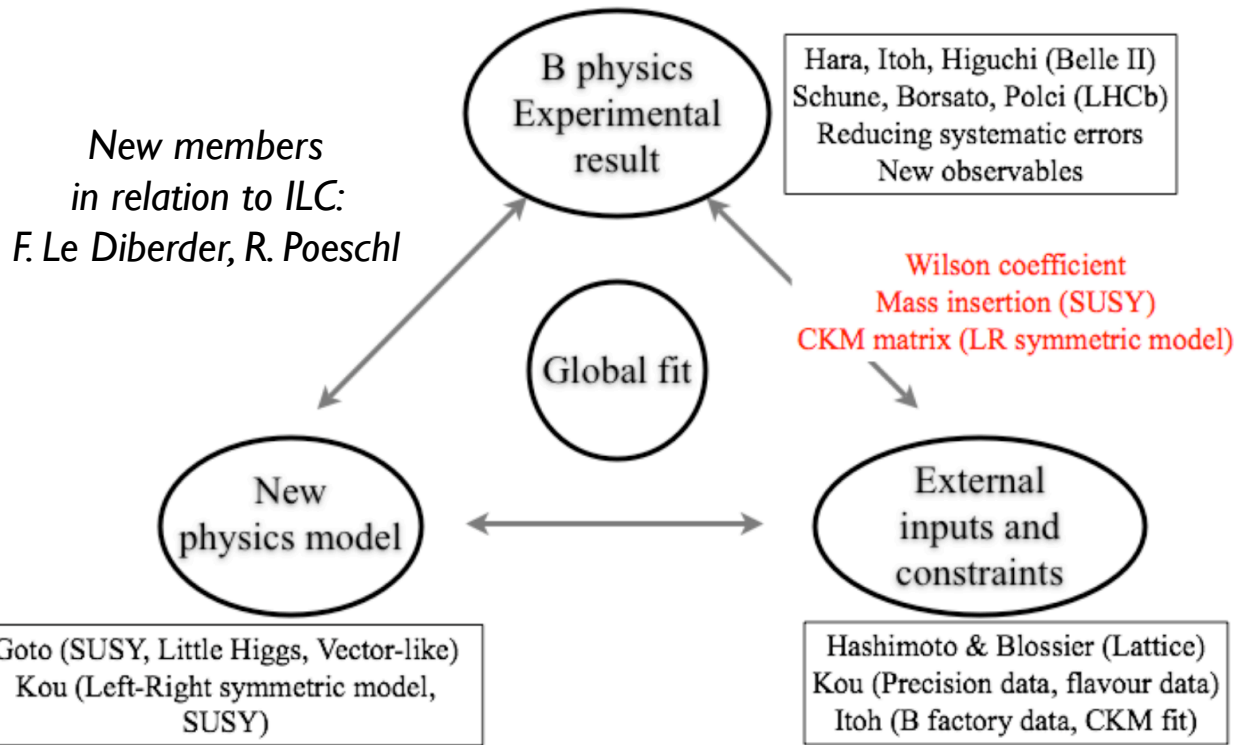 B physics
Experimental
result
Hara, Itoh, Higuchi (Belle II)
Schune, Borsato, Polci (LHCb)
Reducing systematic errors
New observables
New members
in relation to ILC:
F. Le Diberder, R. Poeschl
Wilson coefficient
Mass insertion (SUSY)
CKM matrix (LR symmetric model)
Global fit
New
physics model
External
inputs and
constraints
Goto (SUSY, Little Higgs, Vector-like)
Kou (Left-Right symmetric model,
SUSY)
Hashimoto & Blossier (Lattice)
Kou (Precision data, flavour data)
Itoh (B factory data, CKM fit)